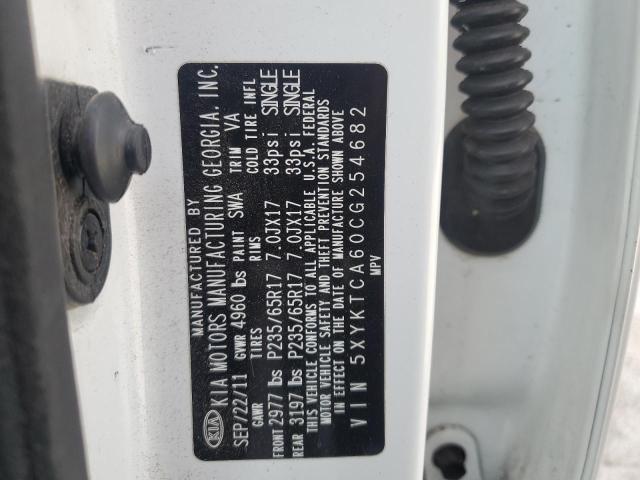 MANUFACTURED BY
KIA KIA MOTORS MANUFACTURING GEORGIA, INC.
SEP/22/11 GVWR 4960 lbs PAINT SWA TRIM VA
GAWR TIRES RIMS COLD TIRE INFL
FRONT 2977 lbs P235/65R17 7.0JX17 33psi SINGLE
REAR 3197 lbs P235/65R17 7.0JX17 33psi SINGLE
THIS VEHICLE CONFORMS TO ALL APPLICABLE U.S.A. FEDERAL
MOTOR VEHICLE SAFETY AND THEFT PREVENTION STANDARDS
IN EFFECT ON THE DATE OF MANUFACTURE SHOWN ABOVE
VIN 5XYKTCA60CG254682
MPV